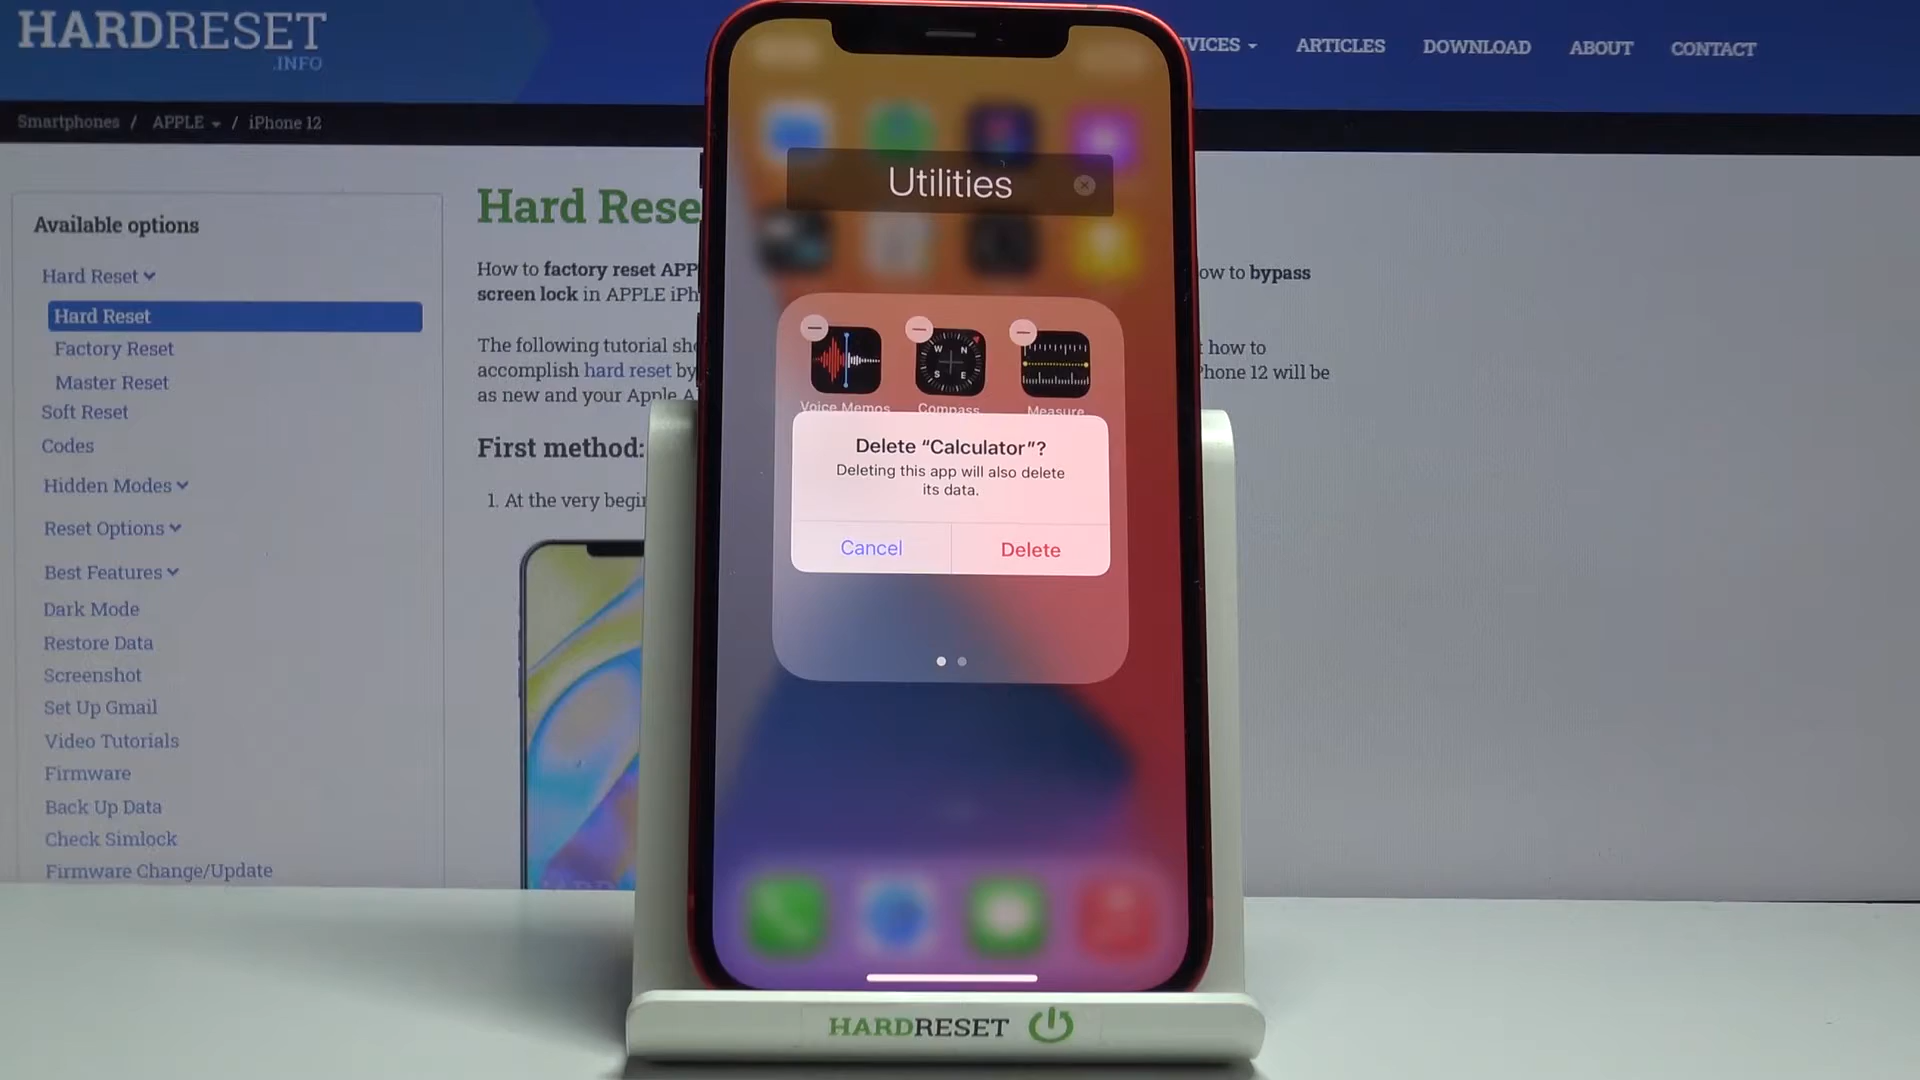 HARDRESET
.INFO
VICES
ARTICLES
DOWNLOAD
ABOUT
CONTACT
Smartphones / APPLE / iPhone 12
Available options
Hard Reset
Hard Reset
Factory Reset
Master Reset
Soft Reset
Codes
Hidden Modes
Reset Options
Best Features
Dark Mode
Restore Data
Screenshot
Set Up Gmail
Video Tutorials
Firmware
Back Up Data
Check Simlock
Firmware Change/Update
Hard Rese
How to factory reset APP
ow to bypass
screen lock in APPLE iPh
The following tutorial sho
t how to
accomplish hard reset by
Phone 12 will be
as new and your Apple A
First method:
1. At the very begin
Utilities
W N
S E
Voice Memos
Compass
Measure
Delete “Calculator”?
Deleting this app will also delete
its data.
Cancel
Delete
HARDRESET